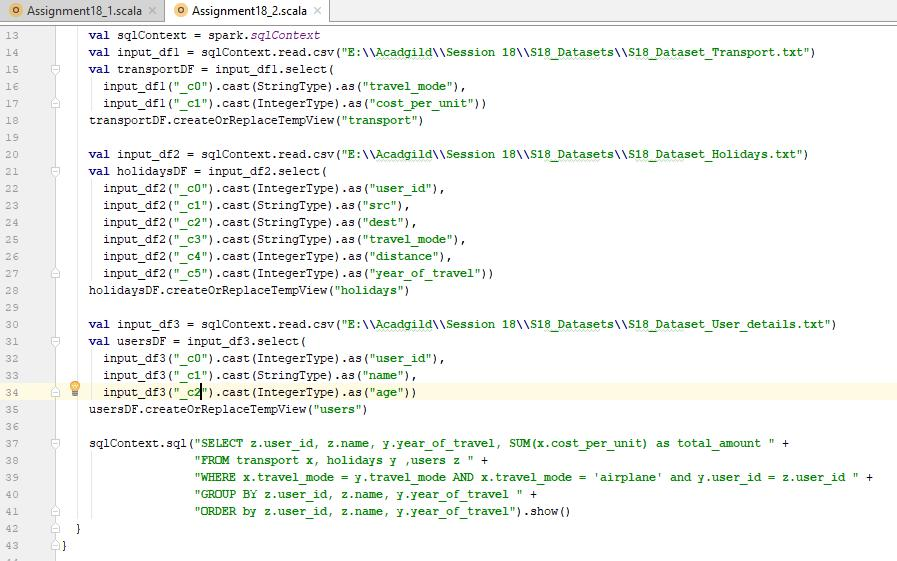 Assignment18_1.scala Assignment18_2.scala
13 val sqlContext = spark.sqlContext
14 val input_df1 = sqlContext.read.csv("E:\\Acadgild\\Session 18\\S18_Datasets\\S18_Dataset_Transport.txt")
15 val transportDF = input_df1.select(
16 input_df1("_c0").cast(StringType).as("travel_mode"),
17 input_df1("_c1").cast(IntegerType).as("cost_per_unit"))
18 transportDF.createOrReplaceTempView("transport")
19
20 val input_df2 = sqlContext.read.csv("E:\\Acadgild\\Session 18\\S18_Datasets\\S18_Dataset_Holidays.txt")
21 val holidaysDF = input_df2.select(
22 input_df2("_c0").cast(IntegerType).as("user_id"),
23 input_df2("_c1").cast(StringType).as("src"),
24 input_df2("_c2").cast(StringType).as("dest"),
25 input_df2("_c3").cast(StringType).as("travel_mode"),
26 input_df2("_c4").cast(IntegerType).as("distance"),
27 input_df2("_c5").cast(IntegerType).as("year_of_travel"))
28 holidaysDF.createOrReplaceTempView("holidays")
29
30 val input_df3 = sqlContext.read.csv("E:\\Acadgild\\Session 18\\S18_Datasets\\S18_Dataset_User_details.txt")
31 val usersDF = input_df3.select(
32 input_df3("_c0").cast(IntegerType).as("user_id"),
33 input_df3("_c1").cast(StringType).as("name"),
34 input_df3("_c2").cast(IntegerType).as("age"))
35 usersDF.createOrReplaceTempView("users")
36
37 sqlContext.sql("SELECT z.user_id, z.name, y.year_of_travel, SUM(x.cost_per_unit) as total_amount " +
38 "FROM transport x, holidays y ,users z " +
39 "WHERE x.travel_mode = y.travel_mode AND x.travel_mode = 'airplane' and y.user_id = z.user_id " +
40 "GROUP BY z.user_id, z.name, y.year_of_travel " +
41 "ORDER by z.user_id, z.name, y.year_of_travel").show()
42 }
43 }